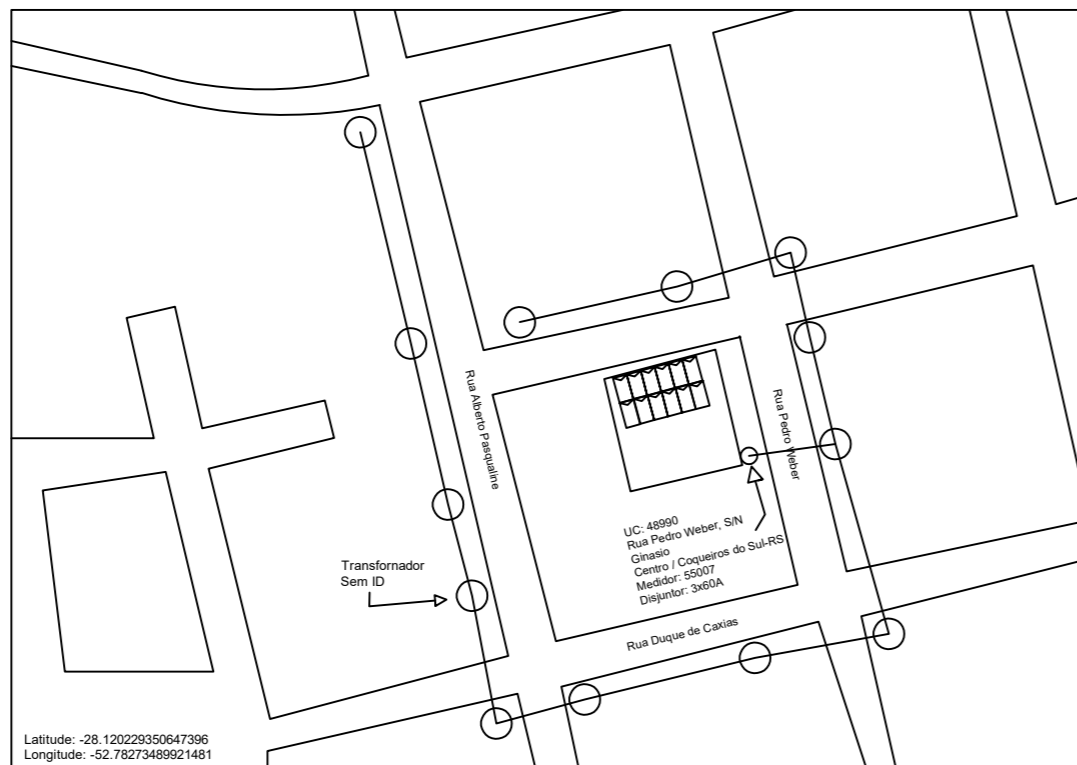 Rua Alberto Pasqualine
Rua Pedro Weber
UC: 48990
Rua Pedro Weber, S/N
Ginasio
Centro / Coqueiros do Sul-RS
Medidor: 55007
Disjuntor: 3x60A
Transfornador
Sem ID
Rua Duque de Caxias
Latitude: -28.120229350647396
Longitude: -52.78273489921481